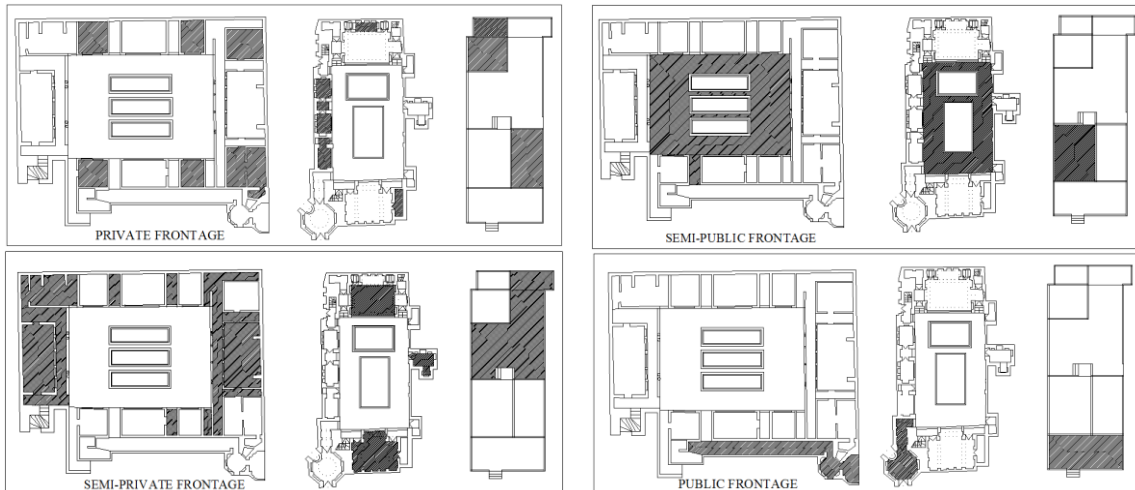 PRIVATE FRONTAGE
SEMI-PUBLIC FRONTAGE
SEMI-PRIVATE FRONTAGE
PUBLIC FRONTAGE